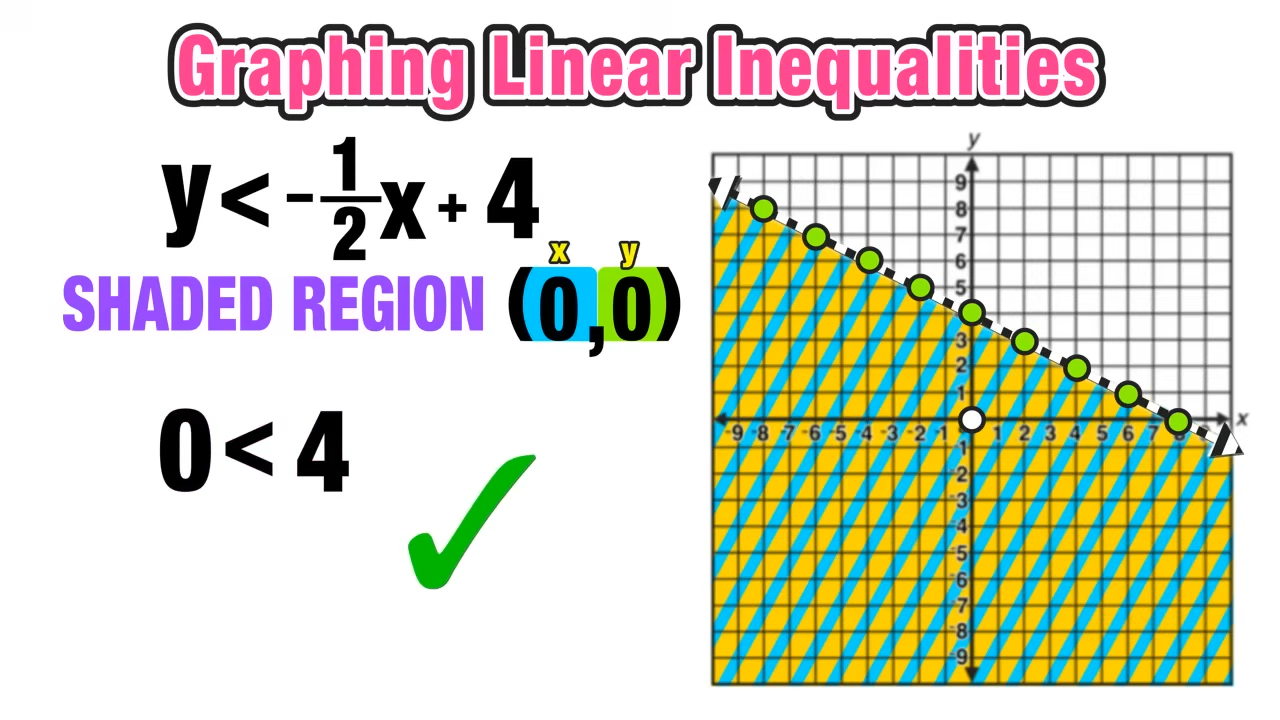 Graphing Linear Inequalities
y < -1/2x + 4
x y
SHADED REGION (0,0)
0 < 4
y
9
8
7
6
5
3
2
1
x
-9 -8 -7 -6 -5 -4 -3 -2 -1 1 2 3 4 5 6 7 8
1
-2
-3
-4
-5
-6
-7
-8
-9